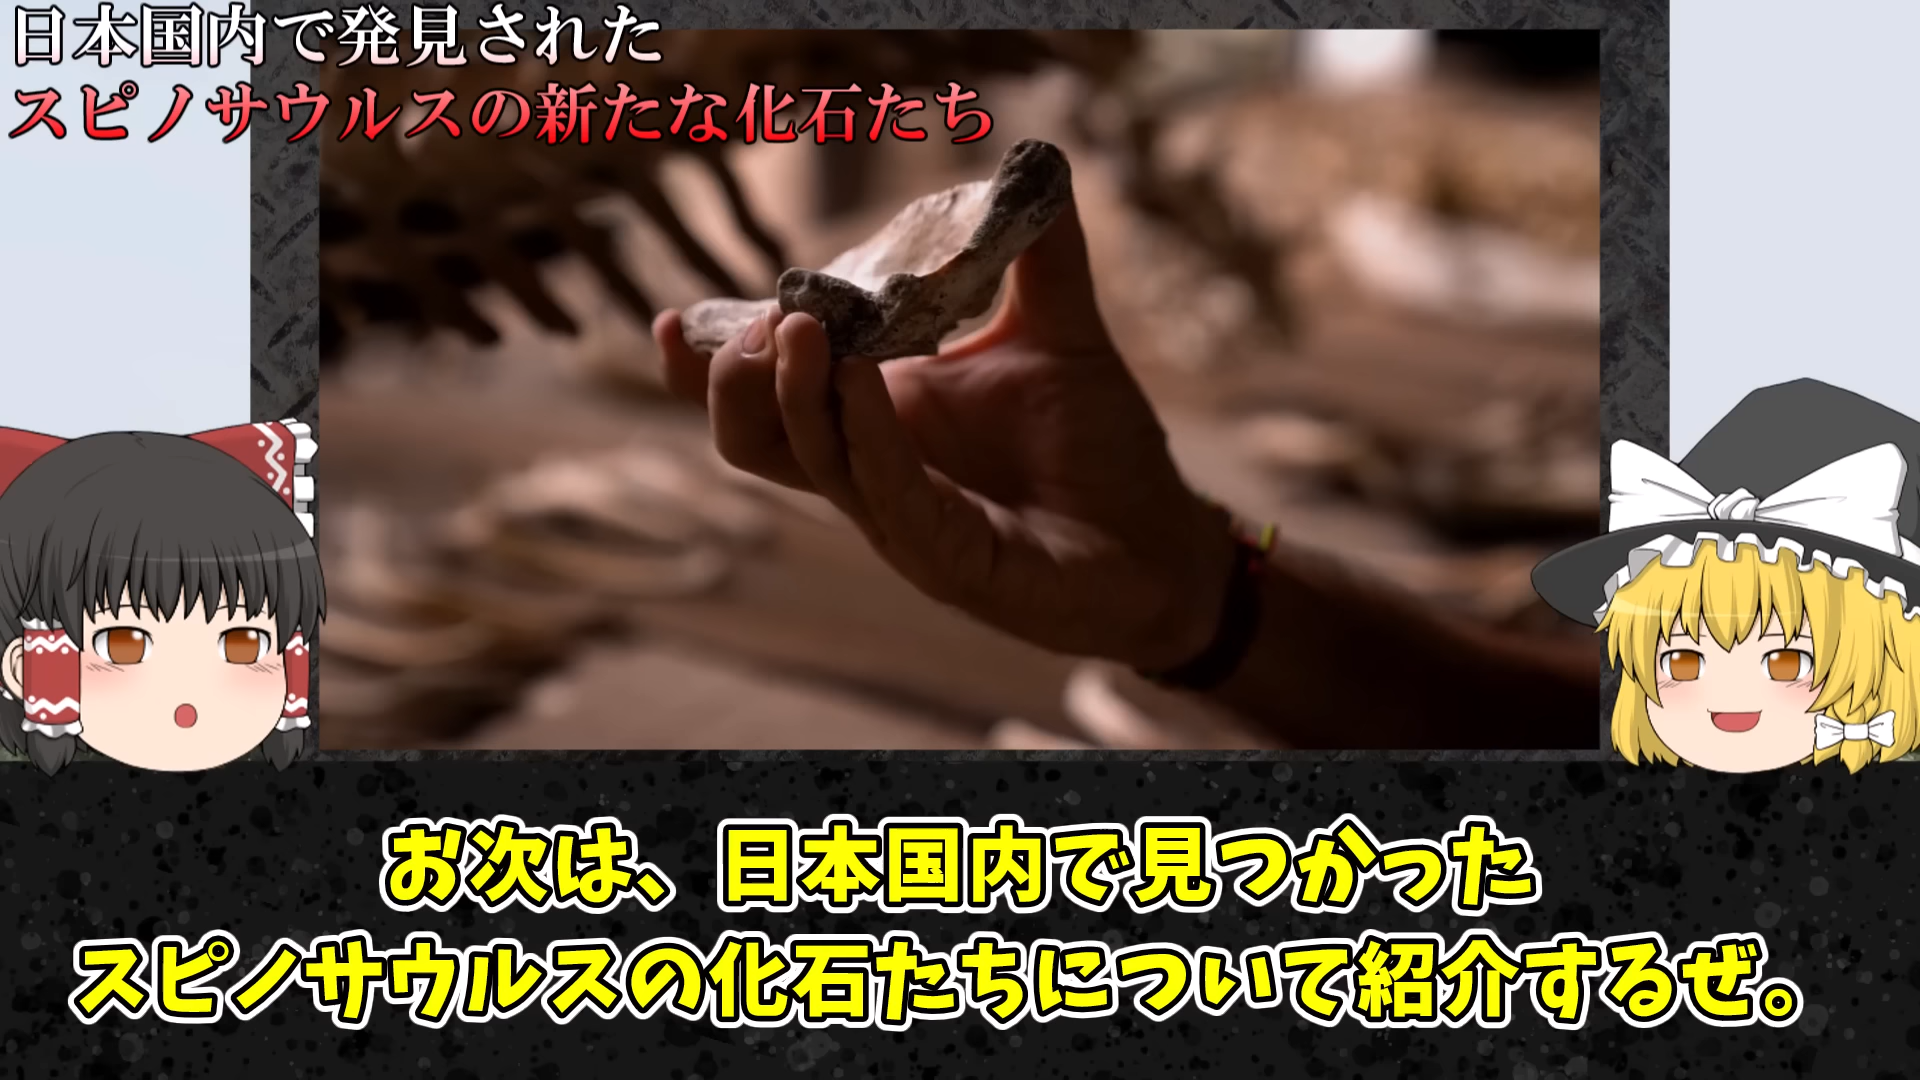 日本国内で発見された
スピノサウルスの新たな化石たち
お次は、日本国内で見つかった
スピノサウルスの化石たちについて紹介するぜ。